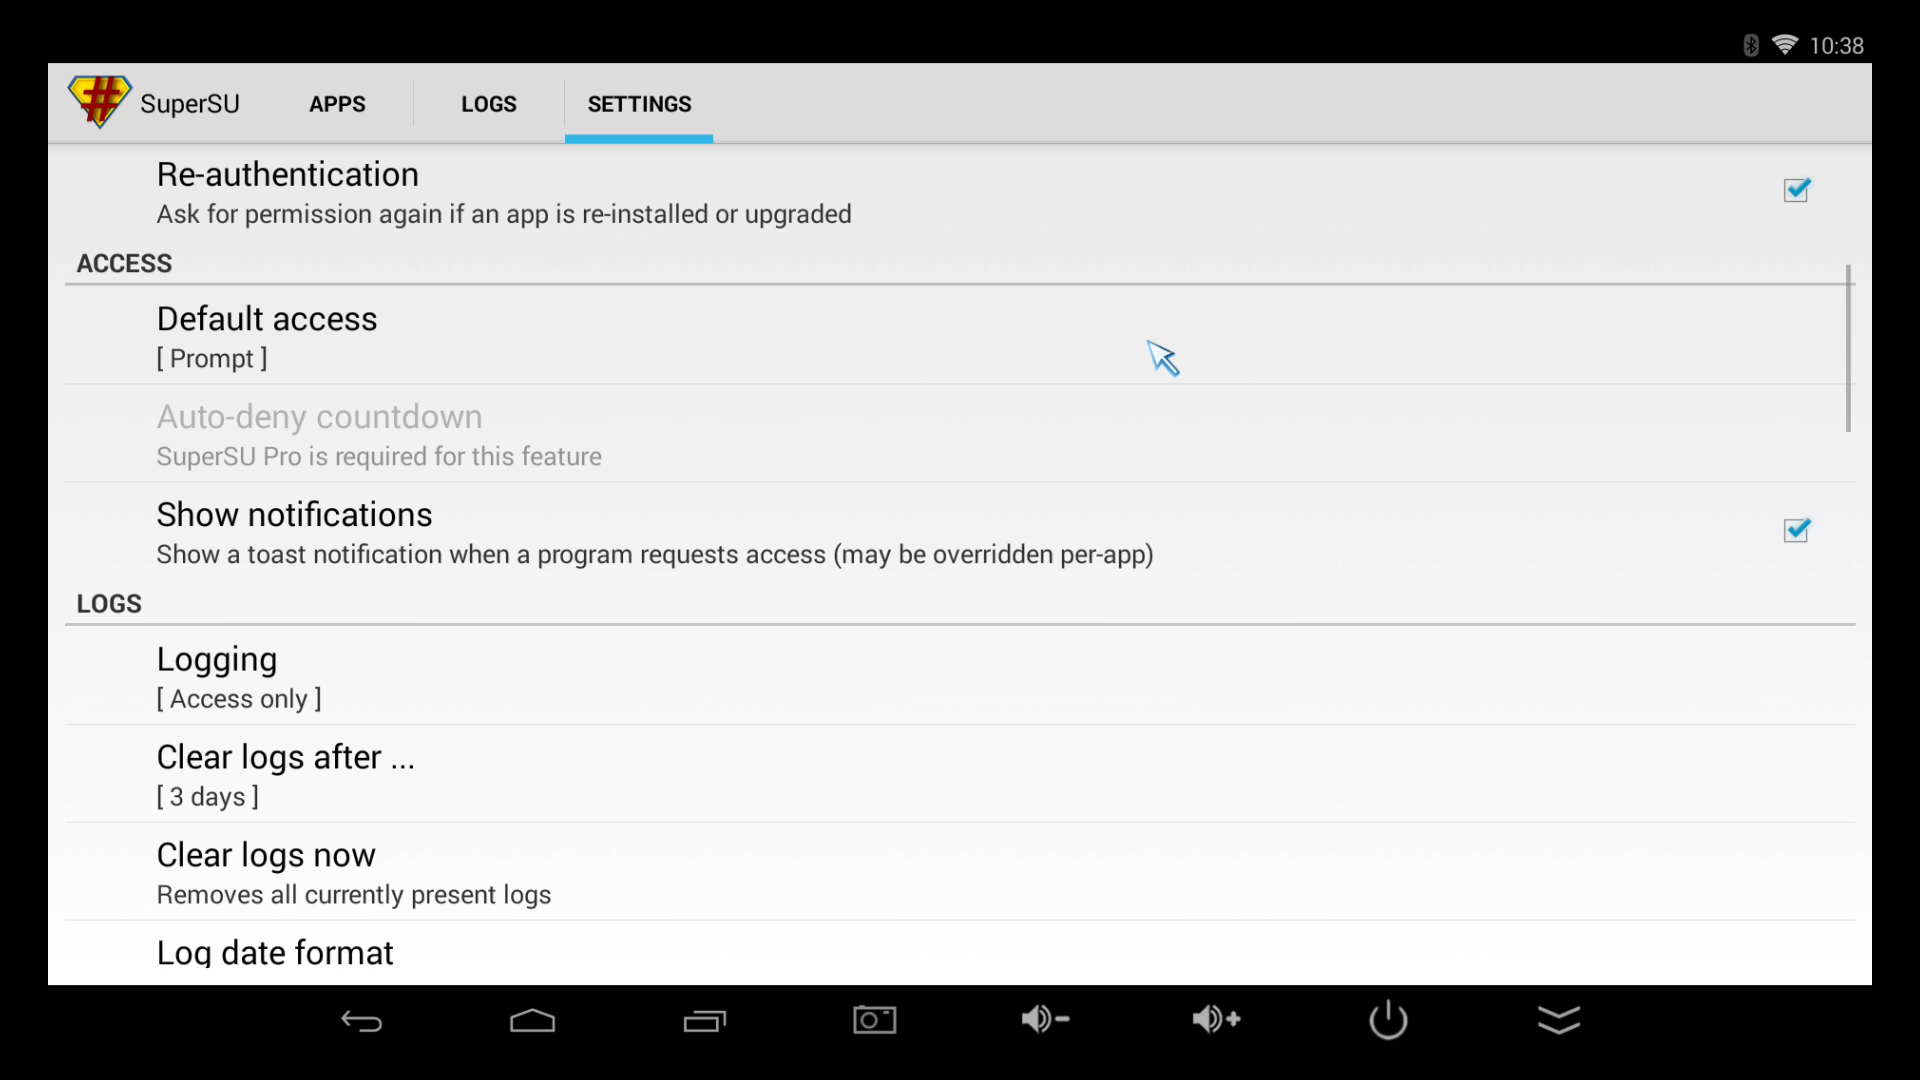 10:38
SuperSU APPS LOGS SETTINGS
Re-authentication
Ask for permission again if an app is re-installed or upgraded
ACCESS
Default access
[ Prompt ]
Auto-deny countdown
SuperSU Pro is required for this feature
Show notifications
Show a toast notification when a program requests access (may be overridden per-app)
LOGS
Logging
[ Access only ]
Clear logs after ...
[ 3 days ]
Clear logs now
Removes all currently present logs
Log date format